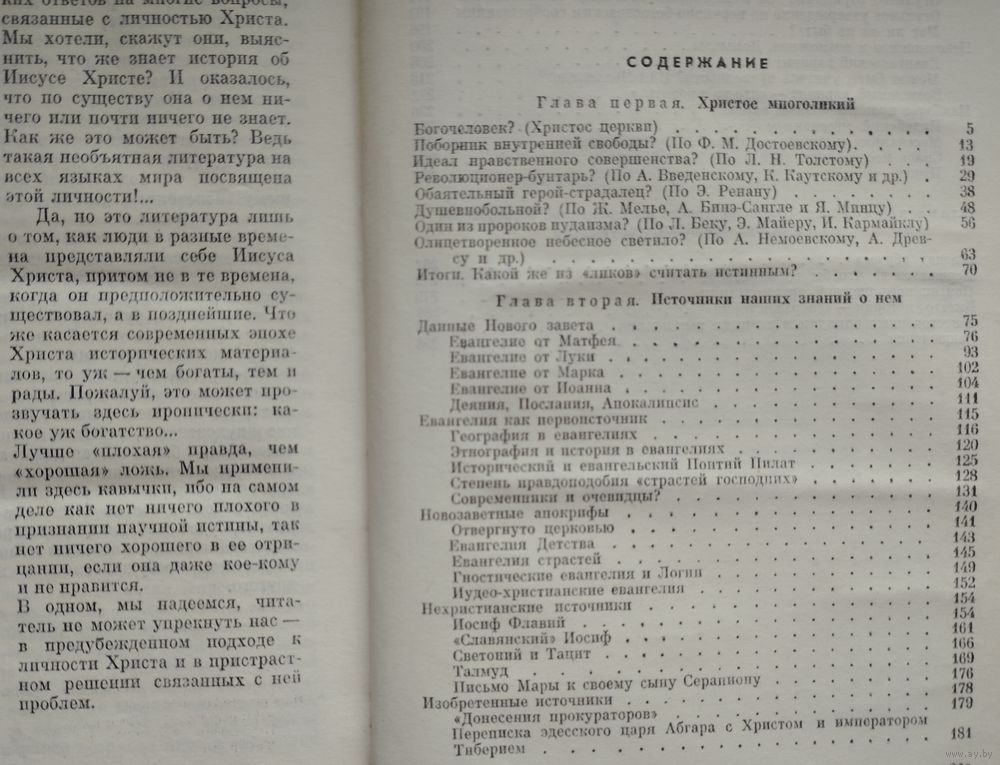 ких ответов на многие вопросы,
связанные с личностью Христа.
Мы хотели, скажут они, выяс-
нить, что же знает история об
Иисусе Христе? И оказалось,
что по существу она о нем ни-
чего или почти ничего не знает.
Как же это может быть? Ведь
такая необъятная литература на
всех языках мира посвящена
этой личности!...
Да, но это литература лишь
о том, как люди в разные време-
на представляли себе Иисуса
Христа, притом не в те времена,
когда он предположительно су-
ществовал, а в позднейшие. Что
же касается современных эпохе
Христа исторических материа-
лов, то уж — чем богаты, тем и
рады. Пожалуй, это может про-
звучать здесь иронически: ка-
кое уж богатство...
Лучше «плохая» правда, чем
«хорошая» ложь. Мы примени-
ли здесь кавычки, ибо на самом
деле как нет ничего плохого в
признании научной истины, так
нет ничего хорошего в ее отри-
цании, если она даже кое-кому
и не нравится.
В одном, мы надеемся, чита-
тель не может упрекнуть нас —
в предубежденном подходе к
личности Христа и в пристраст-
ном решении связанных с ней
проблем.
СОДЕРЖАНИЕ
Глава первая. Христос многоликий
Богочеловек? (Христос церкви) . . . . . . . . . . . 5
Поборник внутренней свободы? (По Ф. М. Достоевскому). . . . 13
Идеал нравственного совершенства? (По Л. Н. Толстому) . . . 19
Революционер-бунтарь? (По А. Введенскому, К. Каутскому и др.) . 29
Обаятельный герой-страдалец? (По Э. Ренану) . . . . . . 38
Душевнобольной? (По Ж. Мелье, А. Бинэ-Сангле и Я. Минцу) . . 48
Один из пророков иудаизма? (По Л. Беку, Э. Майеру, И. Кармайклу) 56
Олицетворенное небесное светило? (По А. Немоевскому, А. Древ-
су и др.) . . . . . . . . . . . . . . 63
Итоги. Какой же из «ликов» считать истинным? . . . . . . 70
Глава вторая. Источники наших знаний о нем
Данные Нового завета . . . . . . . . . . . . . 75
Евангелие от Матфея . . . . . . . . . . . . 76
Евангелие от Луки . . . . . . . . . . . . . 93
Евангелие от Марка . . . . . . . . . . . . 102
Евангелие от Иоанна . . . . . . . . . . . . 104
Деяния, Послания, Апокалипсис . . . . . . . . . 111
Евангелия как первоисточник . . . . . . . . . . . 115
География в евангелиях . . . . . . . . . . . 116
Этнография и история в евангелиях . . . . . . . . 120
Исторический и евангельский Понтий Пилат . . . . . . 125
Степень правдоподобия «страстей господних» . . . . . . 128
Современники и очевидцы? . . . . . . . . . . 131
Новозаветные апокрифы . . . . . . . . . . . . 140
Отвергнуто церковью . . . . . . . . . . . . 141
Евангелия Детства . . . . . . . . . . . . . 143
Евангелия страстей . . . . . . . . . . . . . 145
Гностические евангелия и Логии . . . . . . . . . 149
Иудео-христианские евангелия . . . . . . . . . 152
Нехристианские источники . . . . . . . . . . . 154
Иосиф Флавий . . . . . . . . . . . . . . 154
«Славянский» Иосиф . . . . . . . . . . . . 161
Светоний и Тацит . . . . . . . . . . . . . 166
Талмуд . . . . . . . . . . . . . . . . 169
Письмо Мары к своему сыну Сераниону . . . . . . . 176
Изобретенные источники . . . . . . . . . . . . 178
«Донесения прокураторов» . . . . . . . . . . 179
Переписка эдесского царя Абгара с Христом и императором
Тиберием . . . . . . . . . . . . . . 181
www.ay.by